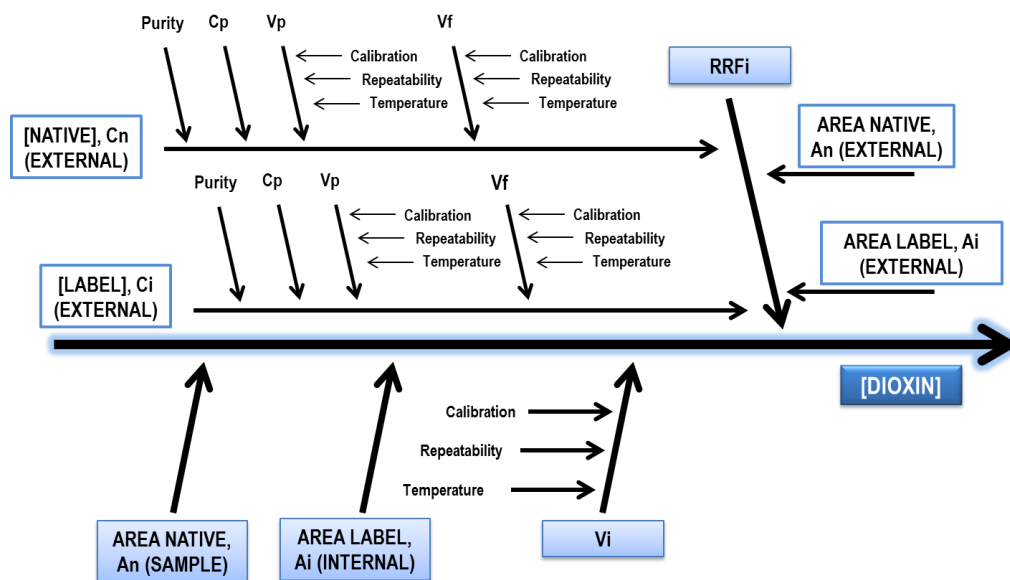 Purity
Cp
Vp
Vf
Calibration
Repeatability
Temperature
Calibration
Repeatability
Temperature
RRFi
[NATIVE], Cn
(EXTERNAL)
AREA NATIVE,
An (EXTERNAL)
Purity
Cp
Vp
Vf
Calibration
Repeatability
Temperature
Calibration
Repeatability
Temperature
AREA LABEL, Ai
(EXTERNAL)
[LABEL], Ci
(EXTERNAL)
[DIOXIN]
Calibration
Repeatability
Temperature
AREA NATIVE,
An (SAMPLE)
AREA LABEL,
Ai (INTERNAL)
Vi